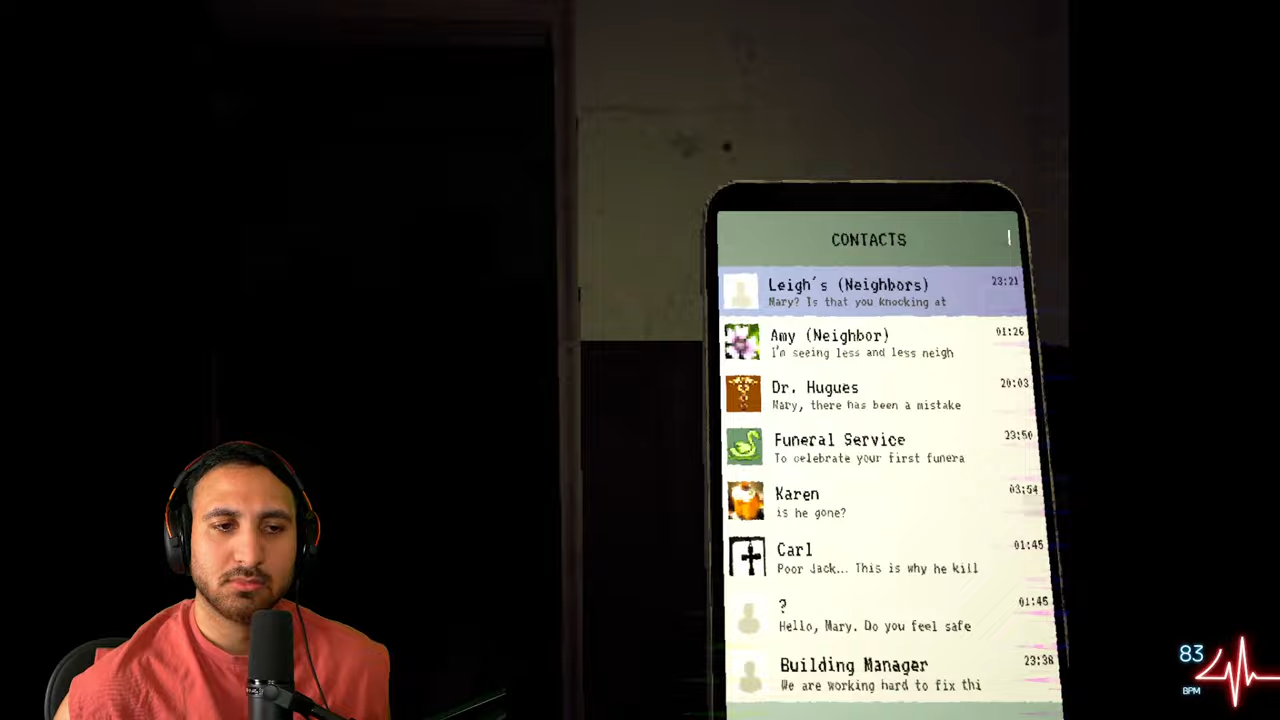 CONTACTS
Leigh's (Neighbors) 23:21
Mary? Is that you knocking at
Amy (Neighbor) 01:26
I'm seeing less and less neigh
Dr. Hugues 20:03
Mary, there has been a mistake
Funeral Service 23:50
To celebrate your first funera
Karen 03:54
is he gone?
Carl 01:45
Poor Jack... This is why he kill
? 01:45
Hello, Mary. Do you feel safe
Building Manager 23:38
We are working hard to fix thi
83
BPM